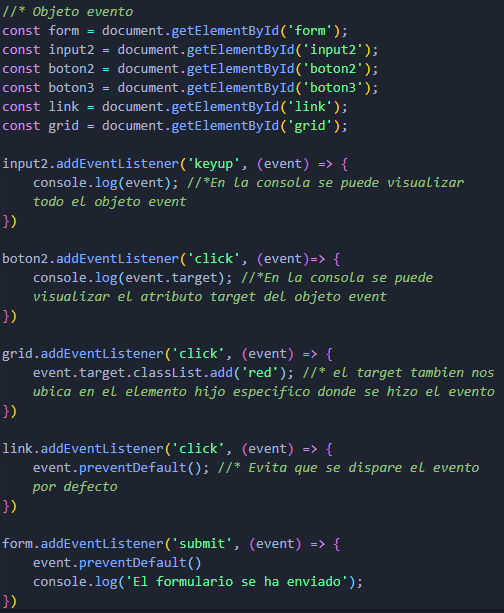 //* Objeto evento
const form = document.getElementById('form');
const input2 = document.getElementById('input2');
const boton2 = document.getElementById('boton2');
const boton3 = document.getElementById('boton3');
const link = document.getElementById('link');
const grid = document.getElementById('grid');

input2.addEventListener('keyup', (event) => {
    console.log(event); //*En la consola se puede visualizar
    todo el objeto event
})

boton2.addEventListener('click', (event)=> {
    console.log(event.target); //*En la consola se puede
    visualizar el atributo target del objeto event
})

grid.addEventListener('click', (event) => {
    event.target.classList.add('red'); //* el target tambien nos
    ubica en el elemento hijo especifico donde se hizo el evento
})

link.addEventListener('click', (event) => {
    event.preventDefault(); //* Evita que se dispare el evento
    por defecto
})

form.addEventListener('submit', (event) => {
    event.preventDefault()
    console.log('El formulario se ha enviado');
})